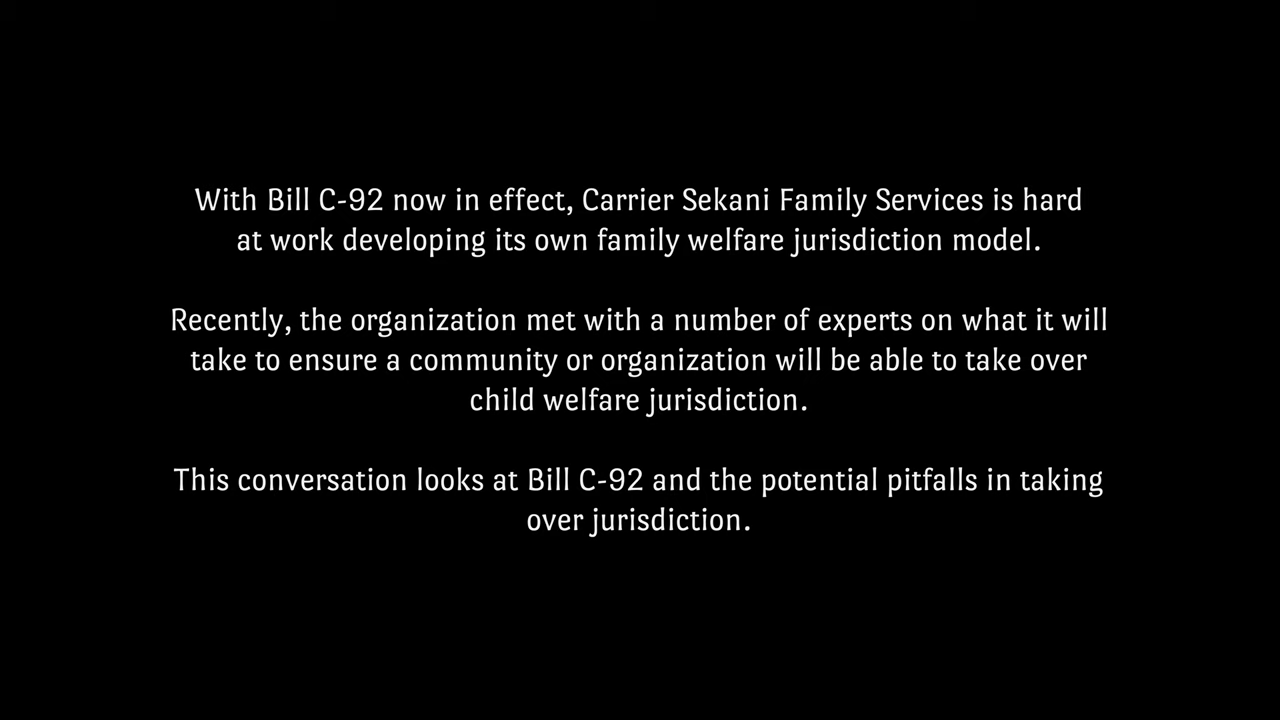 With Bill C-92 now in effect, Carrier Sekani Family Services is hard
at work developing its own family welfare jurisdiction model.
Recently, the organization met with a number of experts on what it will
take to ensure a community or organization will be able to take over
child welfare jurisdiction.
This conversation looks at Bill C-92 and the potential pitfalls in taking
over jurisdiction.